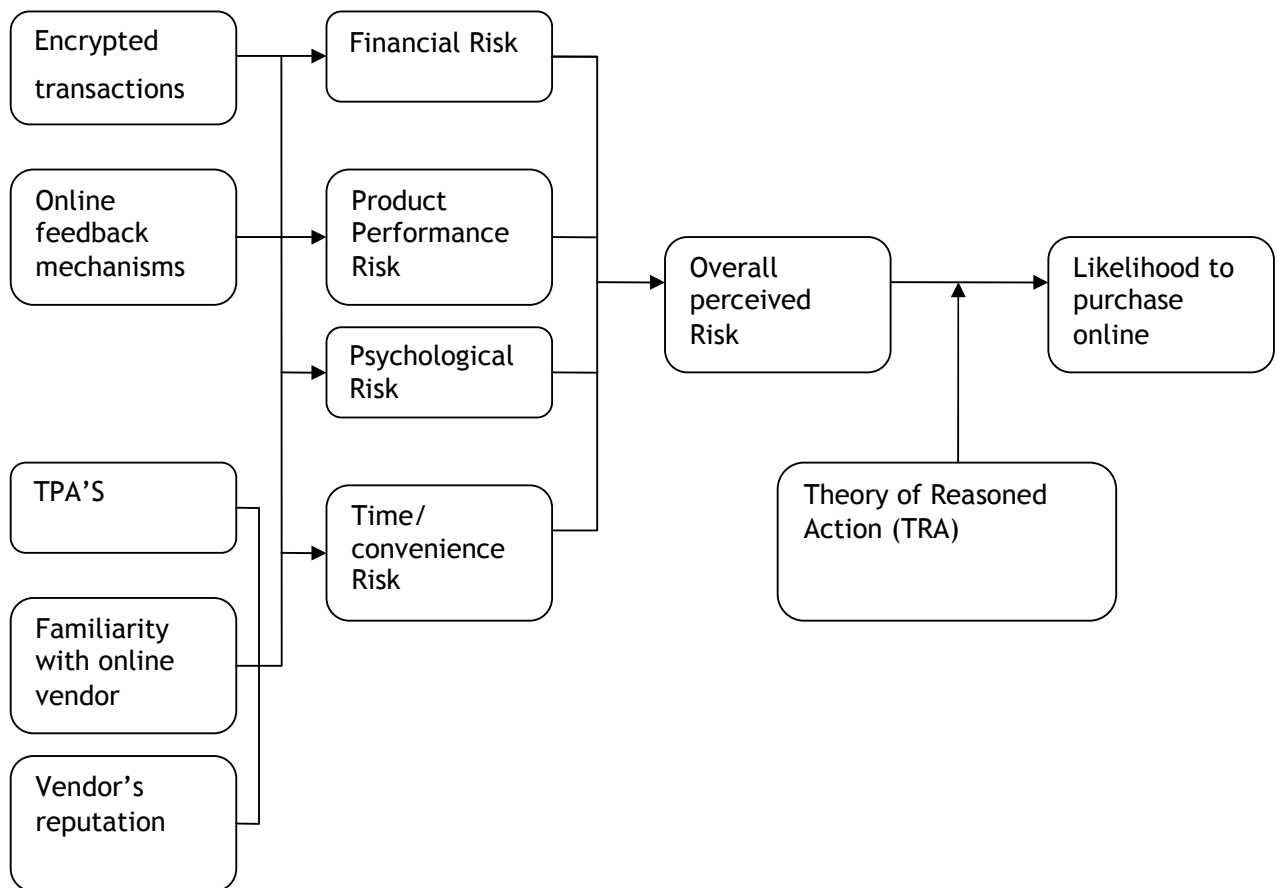 Encrypted
transactions
Financial Risk
Online
feedback
mechanisms
Product
Performance
Risk
Psychological
Risk
Overall
perceived
Risk
Likelihood to
purchase
online
TPA’S
Time/
convenience
Risk
Theory of Reasoned
Action (TRA)
Familiarity
with online
vendor
Vendor’s
reputation